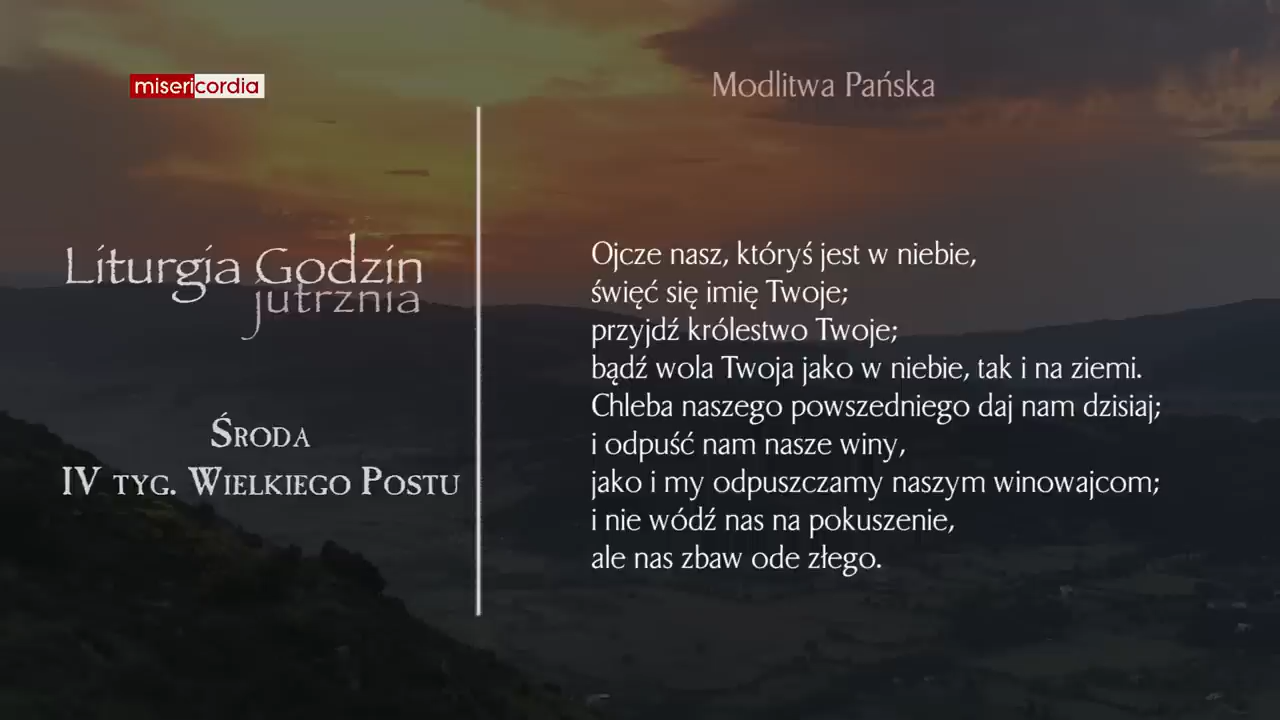 misericordia
Liturgia Godzin
jutrznia
Środa
IV tyg. Wielkiego Postu
Modlitwa Pańska
Ojcze nasz, któryś jest w niebie,
święć się imię Twoje;
przyjdź królestwo Twoje;
bądź wola Twoja jako w niebie, tak i na ziemi.
Chleba naszego powszedniego daj nam dzisiaj;
i odpuść nam nasze winy,
jako i my odpuszczamy naszym winowajcom;
i nie wódź nas na pokuszenie,
ale nas zbaw ode złego.